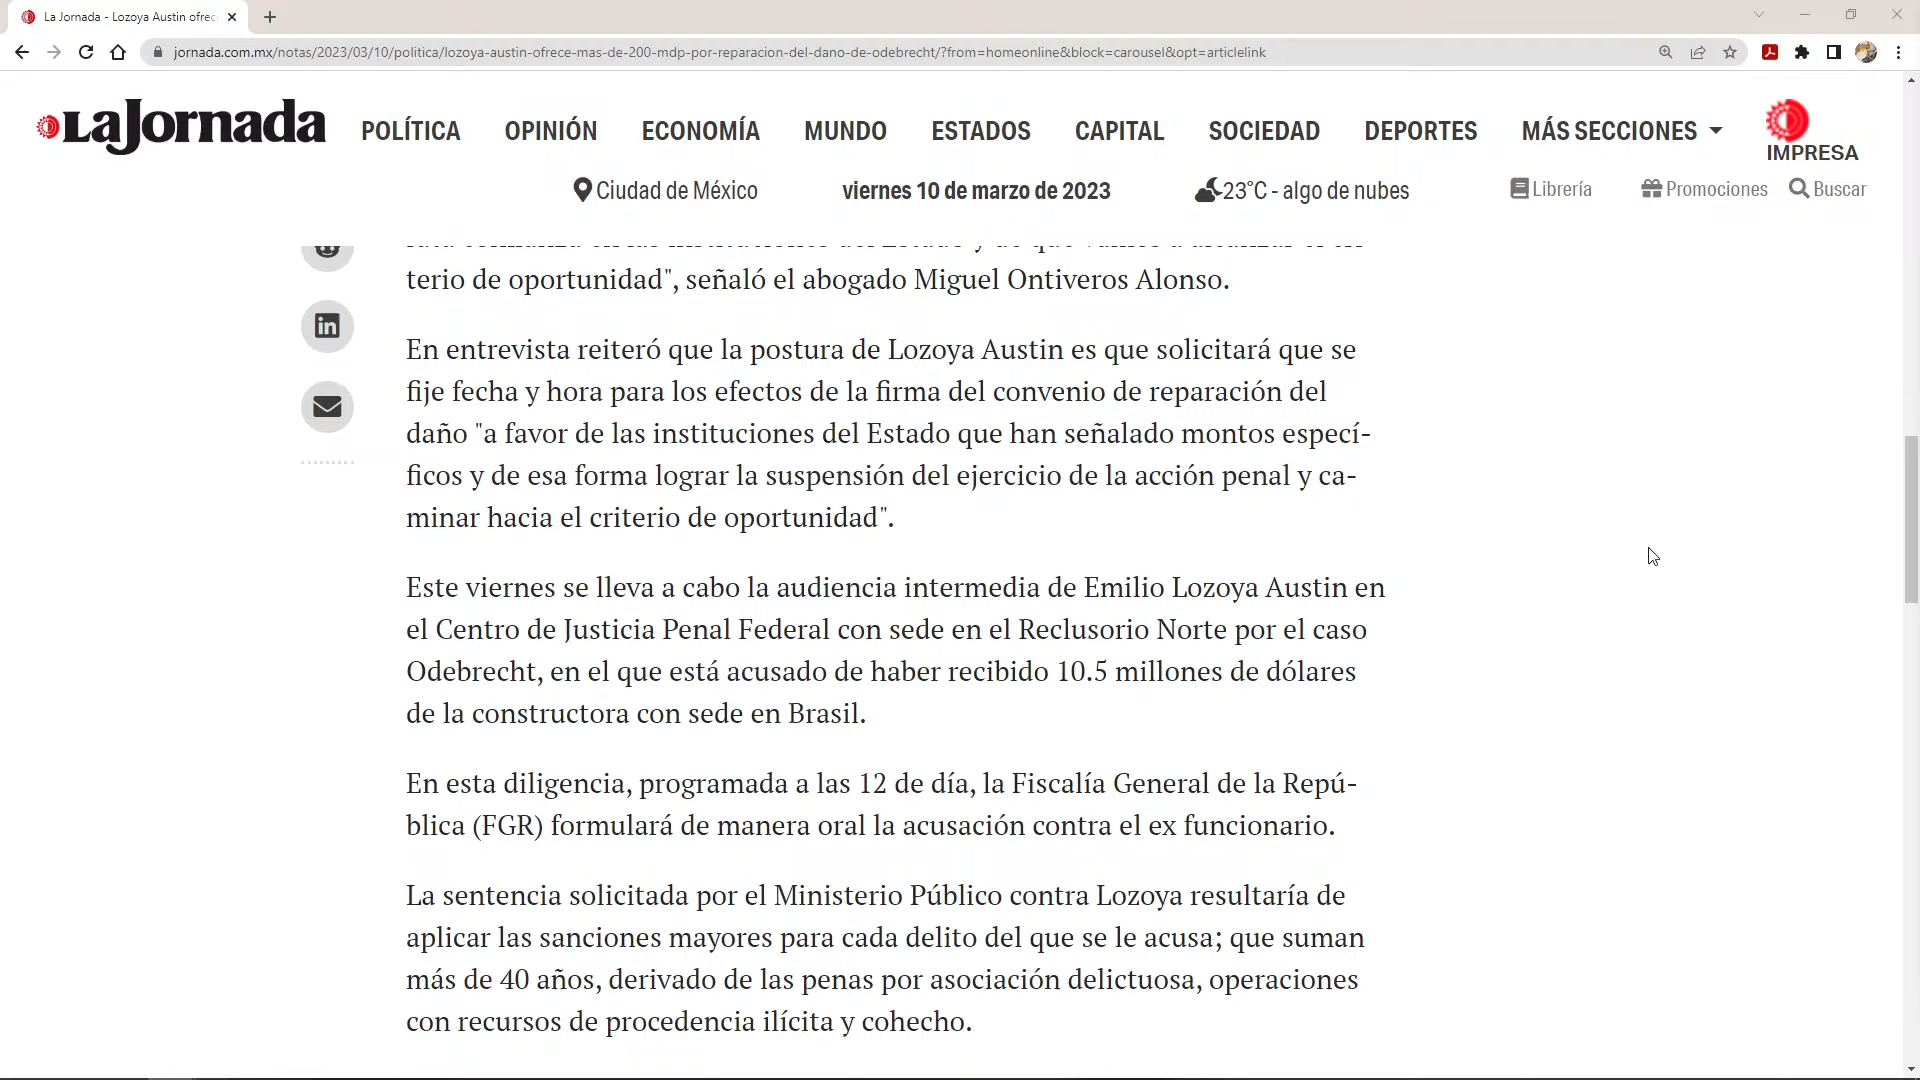 La Jornada - Lozoya Austin ofrec
jornada.com.mx/notas/2023/03/10/politica/lozoya-austin-ofrece-mas-de-200-mdp-por-reparacion-del-dano-de-odebrecht/?from=homeonline&block=carousel&opt=articlelink
La Jornada POLÍTICA OPINIÓN ECONOMÍA MUNDO ESTADOS CAPITAL SOCIEDAD DEPORTES MÁS SECCIONES
IMPRESA
Ciudad de México viernes 10 de marzo de 2023 23°C - algo de nubes Librería Promociones Buscar
terio de oportunidad", señaló el abogado Miguel Ontiveros Alonso.
En entrevista reiteró que la postura de Lozoya Austin es que solicitará que se
fije fecha y hora para los efectos de la firma del convenio de reparación del
daño "a favor de las instituciones del Estado que han señalado montos especí-
ficos y de esa forma lograr la suspensión del ejercicio de la acción penal y ca-
minar hacia el criterio de oportunidad".
Este viernes se lleva a cabo la audiencia intermedia de Emilio Lozoya Austin en
el Centro de Justicia Penal Federal con sede en el Reclusorio Norte por el caso
Odebrecht, en el que está acusado de haber recibido 10.5 millones de dólares
de la constructora con sede en Brasil.
En esta diligencia, programada a las 12 de día, la Fiscalía General de la Repú-
blica (FGR) formulará de manera oral la acusación contra el ex funcionario.
La sentencia solicitada por el Ministerio Público contra Lozoya resultaría de
aplicar las sanciones mayores para cada delito del que se le acusa; que suman
más de 40 años, derivado de las penas por asociación delictuosa, operaciones
con recursos de procedencia ilícita y cohecho.